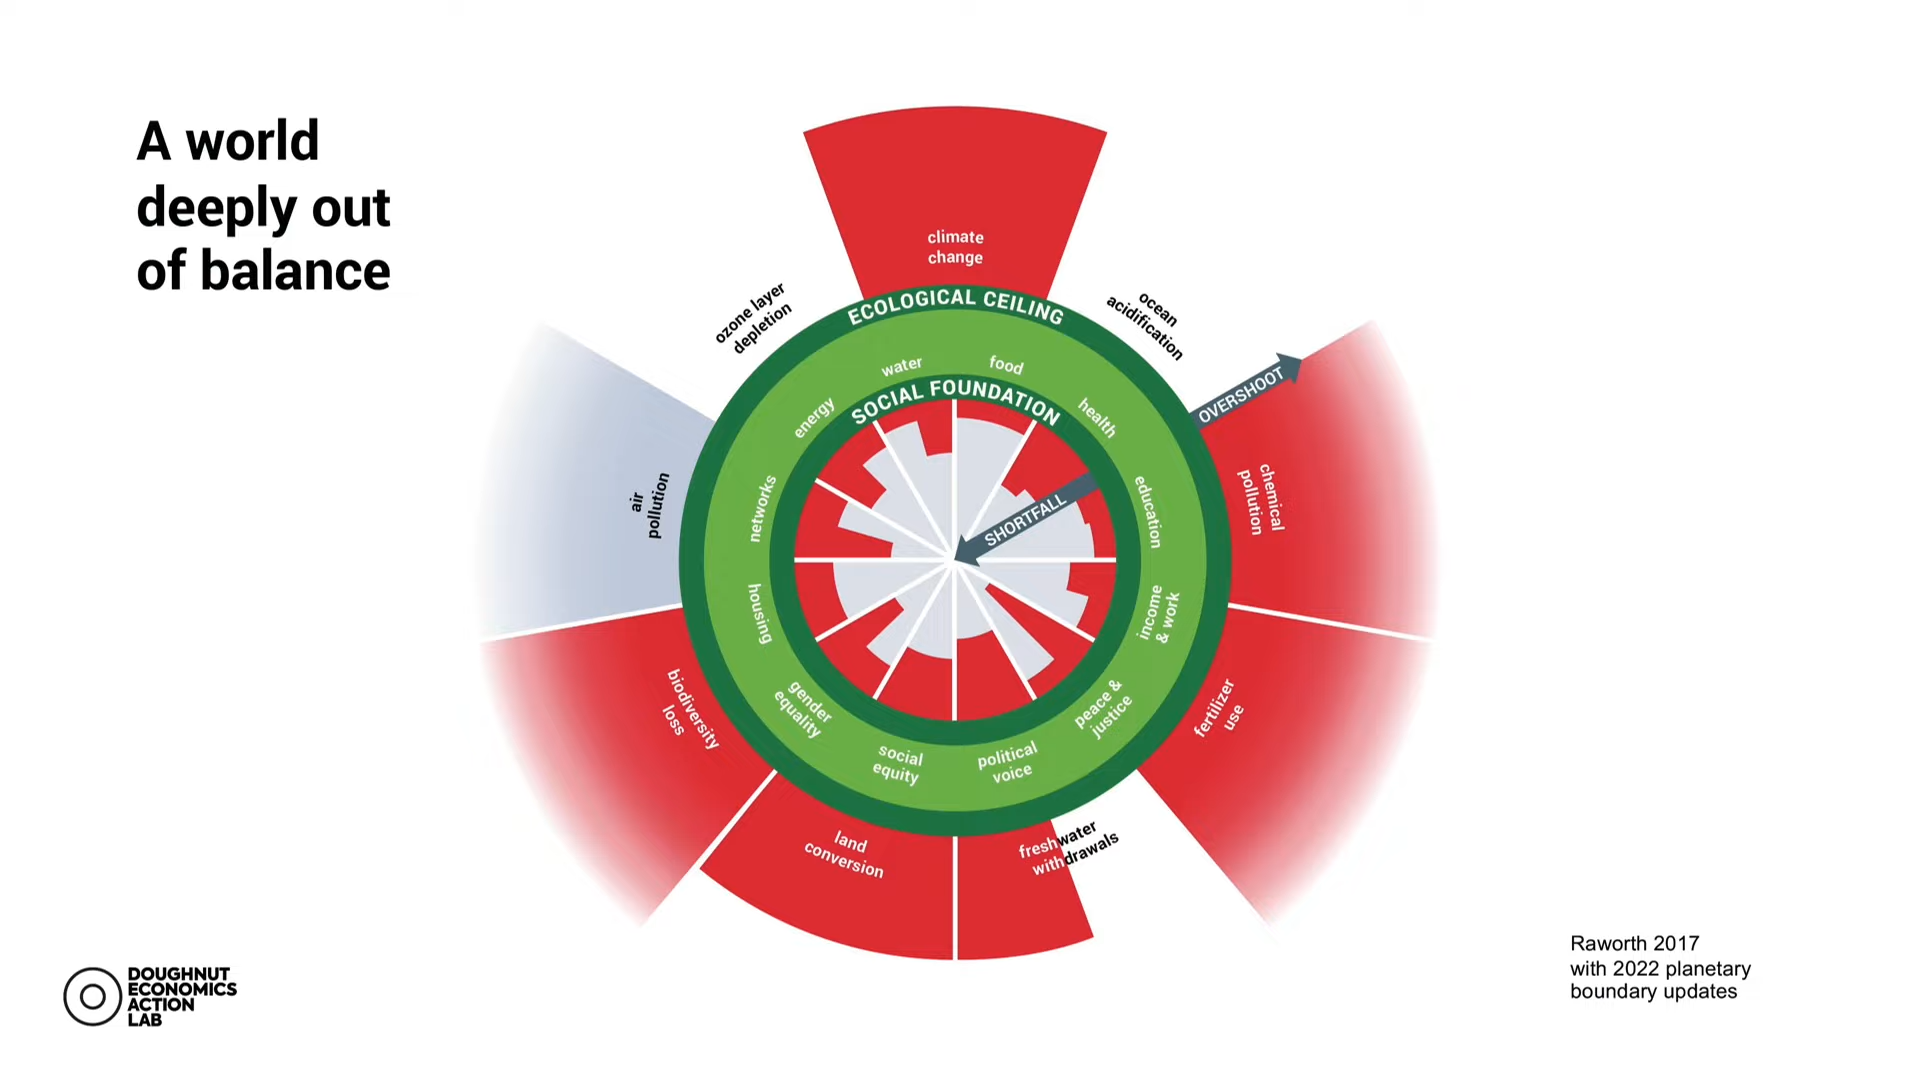 A world
deeply out
of balance
climate
change
ozone layer
depletion
ocean
acidification
ECOLOGICAL CEILING
OVERSHOOT
water
food
SOCIAL FOUNDATION
energy
health
chemical
pollution
air
pollution
networks
education
SHORTFALL
housing
income
& work
biodiversity
loss
gender
equality
peace &
justice
fertilizer
use
social
equity
political
voice
land
conversion
freshwater
withdrawals
DOUGHNUT
ECONOMICS
ACTION
LAB
Raworth 2017
with 2022 planetary
boundary updates